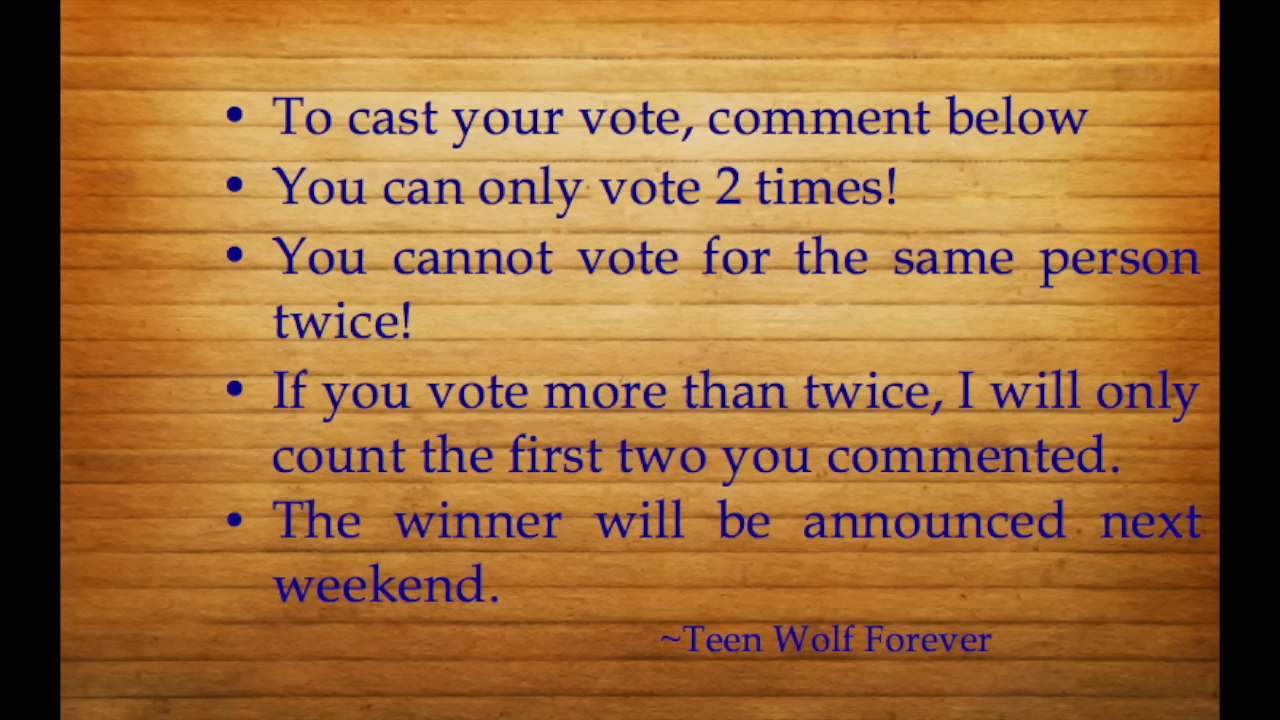 • To cast your vote, comment below
• You can only vote 2 times!
• You cannot vote for the same person
twice!
• If you vote more than twice, I will only
count the first two you commented.
• The winner will be announced next
weekend.
~Teen Wolf Forever